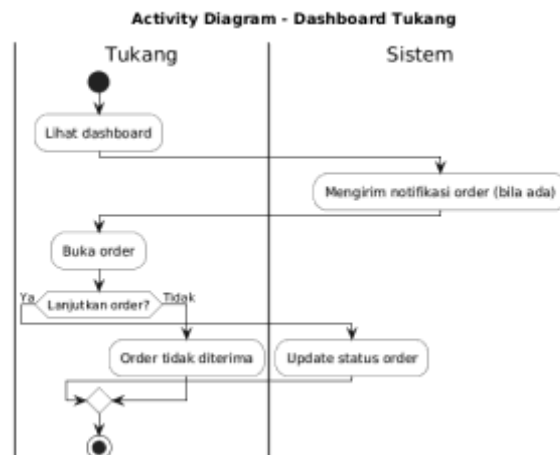 Activity Diagram - Dashboard Tukang
Tukang
Sistem
Lihat dashboard
Mengirim notifikasi order (bila ada)
Buka order
Ya
Lanjutkan order?
Tidak
Order tidak diterima
Update status order